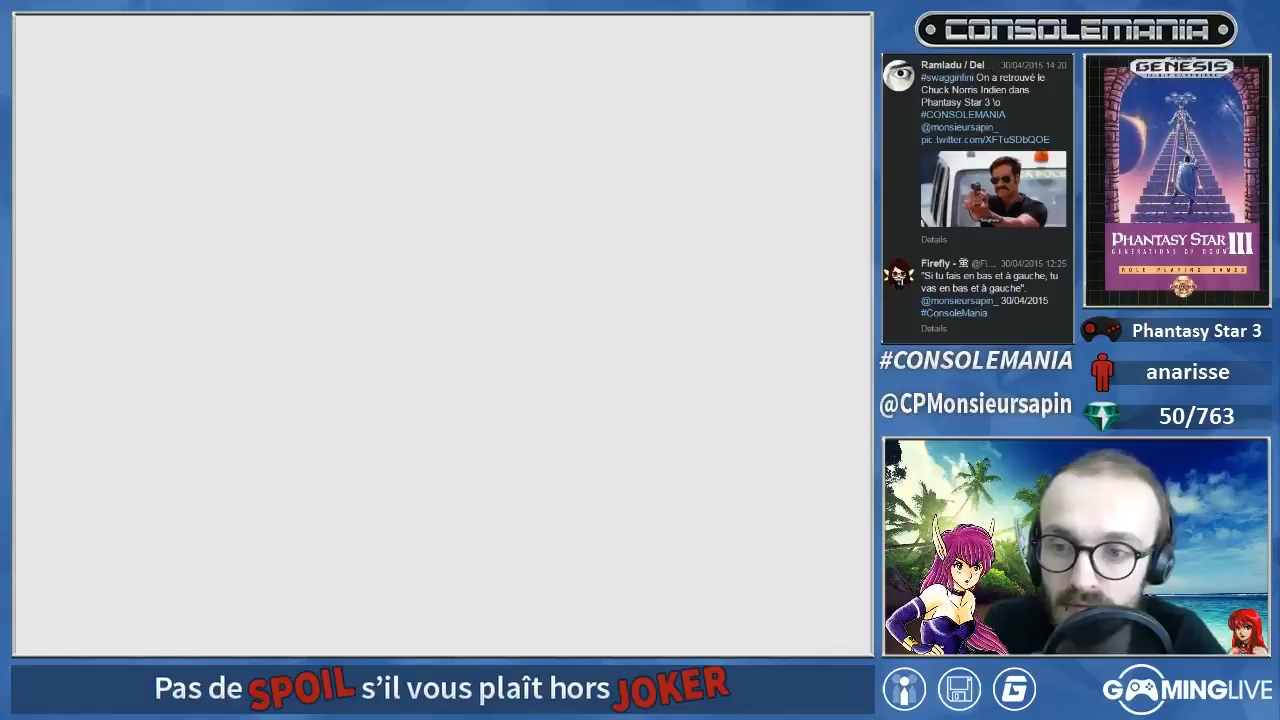 CONSOLEMANIA
Ramladu / Del 30/04/2015 14:20
#swagginfini On a retrouvé le
Chuck Norris Indien dans
Phantasy Star 3 \o
#CONSOLEMANIA
@monsieursapin_
pic.twitter.com/XFTuSDbQOE
Details
Firefly - 蛍 @Fi... 30/04/2015 12:25
"Si tu fais en bas et à gauche, tu
vas en bas et à gauche".
@monsieursapin_ 30/04/2015
#ConsoleMania
Details
GENESIS
PHANTASY STAR III
GENERATIONS OF DOOM
ROLE PLAYING GAMES
#CONSOLEMANIA
@CPMonsieursapin
Phantasy Star 3
anarisse
50/763
Pas de SPOIL s'il vous plaît hors JOKER
G
GAMINGLIVE